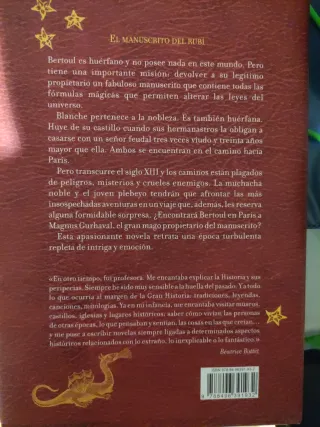 EL MANUSCRITO DEL RUBÍ
Bertoul es huérfano y no posee nada en este mundo. Pero
tiene una importante misión: devolver a su legítimo
propietario un fabuloso manuscrito que contiene todas las
fórmulas mágicas que permiten alterar las leyes del
universo.
Blanche pertenece a la nobleza. Es también huérfana.
Huye de su castillo cuando sus hermanastros la obligan a
casarse con un señor feudal tres veces viudo y treinta años
mayor que ella. Ambos se encuentran en el camino hacia
París.
Pero transcurre el siglo XIII y los caminos están plagados
de peligros, misterios y crueles enemigos. La muchacha
noble y el joven plebeyo tendrán que afrontar las más
insospechadas aventuras en un viaje que, además, les reserva
alguna formidable sorpresa. ¿Encontrará Bertoul en París a
Magnus Gurhaval, el gran mago propietario del manuscrito?
Esta apasionante novela retrata una época turbulenta
repleta de intriga y emoción.
«En otro tiempo, fui profesora. Me encantaba explicar la Historia y sus
peripecias. Siempre he sido muy sensible a la huella del pasado. Ya todo
lo que ocurría al margen de la Gran Historia: tradiciones, leyendas,
canciones, mitologías. Ya en mi infancia, me encantaba visitar museos,
castillos, iglesias y lugares históricos; saber cómo vivían las personas
de otras épocas, lo que pensaban y sentían, las cosas en las que creían...
y me puse a escribir novelas siempre ligadas a determinados aspectos
históricos relacionados con lo extraño, lo inexplicable o lo fantástico.»
Béatrice Bottet